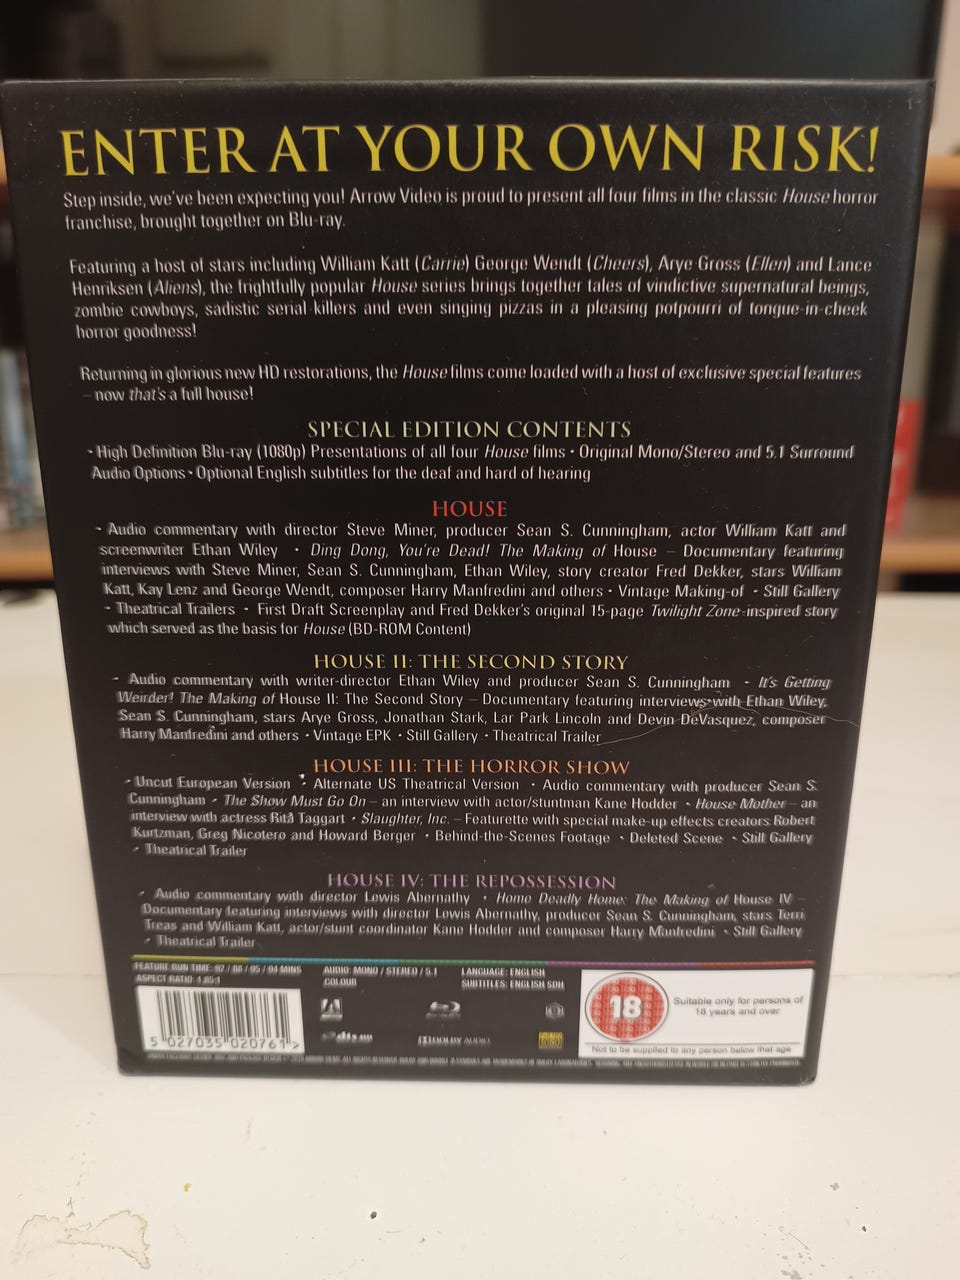 ENTER AT YOUR OWN RISK!
Step inside, we've been expecting you! Arrow Video is proud to present all four films in the classic House horror
franchise, brought together on Blu-ray.
Featuring a host of stars including William Katt (Carrie) George Wendt (Cheers), Arye Gross (Ellen) and Lance
Henriksen (Aliens), the frightfully popular House series brings together tales of vindictive supernatural beings,
zombie cowboys, sadistic serial killers and even singing pizzas in a pleasing potpourri of tongue-in-cheek
horror goodness!
Returning in glorious new HD restorations, the House films come loaded with a host of exclusive special features
– now that's a full house!
SPECIAL EDITION CONTENTS
• High Definition Blu-ray (1080p) Presentations of all four House films • Original Mono/Stereo and 5.1 Surround
Audio Options • Optional English subtitles for the deaf and hard of hearing
HOUSE
• Audio commentary with director Steve Miner, producer Sean S. Cunningham, actor William Katt and
screenwriter Ethan Wiley • Ding Dong, You're Dead! The Making of House – Documentary featuring
interviews with Steve Miner, Sean S. Cunningham, Ethan Wiley, story creator Fred Dekker, stars William
Katt, Kay Lenz and George Wendt, composer Harry Manfredini and others • Vintage Making-of • Still Gallery
• Theatrical Trailers • First Draft Screenplay and Fred Dekker's original 15-page Twilight Zone-inspired story
which served as the basis for House (BD-ROM Content)
HOUSE II: THE SECOND STORY
• Audio commentary with writer-director Ethan Wiley and producer Sean S. Cunningham • It's Getting
Weirder! The Making of House II: The Second Story – Documentary featuring interviews with Ethan Wiley,
Sean S. Cunningham, stars Arye Gross, Jonathan Stark, Lar Park Lincoln and Devin DeVasquez, composer
Harry Manfredini and others • Vintage EPK • Still Gallery • Theatrical Trailer
HOUSE III: THE HORROR SHOW
• Uncut European Version • Alternate US Theatrical Version • Audio commentary with producer Sean S.
Cunningham • The Show Must Go On – an interview with actor/stuntman Kane Hodder • House Mother – an
interview with actress Rita Taggart • Slaughter, Inc. – Featurette with special make-up effects creators Robert
Kurtzman, Greg Nicotero and Howard Berger • Behind-the-Scenes Footage • Deleted Scene • Still Gallery
• Theatrical Trailer
HOUSE IV: THE REPOSSESSION
• Audio commentary with director Lewis Abernathy • Home Deadly Home: The Making of House IV –
Documentary featuring interviews with director Lewis Abernathy, producer Sean S. Cunningham, stars Terri
Treas and William Katt, actor/stunt coordinator Kane Hodder and composer Harry Manfredini • Still Gallery
• Theatrical Trailer
FEATURE RUN TIME: 92 / 88 / 95 / 94 MINS
ASPECT RATIO: 1.85:1
AUDIO: MONO / STEREO / 5.1
COLOUR
LANGUAGE: ENGLISH
SUBTITLES: ENGLISH SDH
5 027035 020761 >
dts
DOLBY AUDIO
18
Suitable only for persons of
18 years and over
Not to be supplied to any person below that age